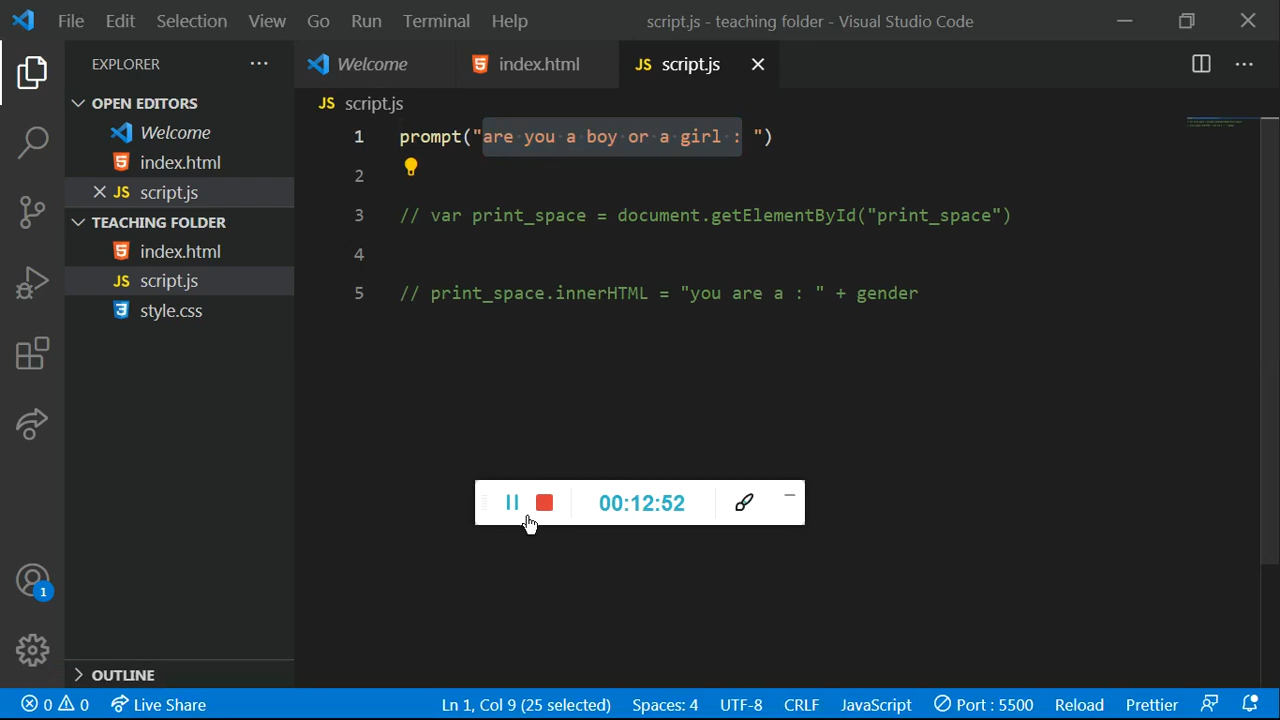 File Edit Selection View Go Run Terminal Help script.js - teaching folder - Visual Studio Code
EXPLORER
Welcome index.html JS script.js
OPEN EDITORS
Welcome
index.html
JS script.js
TEACHING FOLDER
index.html
JS script.js
style.css
OUTLINE
JS script.js
1 prompt("are you a boy or a girl : ")
2
3 // var print_space = document.getElementById("print_space")
4
5 // print_space.innerHTML = "you are a : " + gender
00:12:52
1
0 0 Live Share Ln 1, Col 9 (25 selected) Spaces: 4 UTF-8 CRLF JavaScript Port : 5500 Reload Prettier